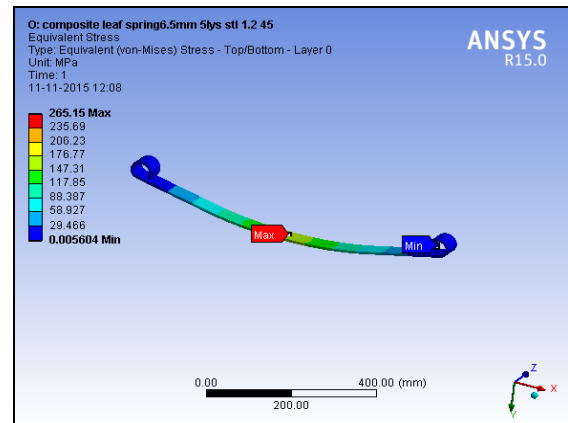 O: composite leaf spring6.5mm 5lys stl 1.2 45
Equivalent Stress
Type: Equivalent (von-Mises) Stress - Top/Bottom - Layer 0
Unit: MPa
Time: 1
11-11-2015 12:08
ANSYS
R15.0
265.15 Max
235.69
206.23
176.77
147.31
117.85
88.387
58.927
29.466
0.005604 Min
Max
Min
0.00
400.00 (mm)
200.00
Z
X
Y